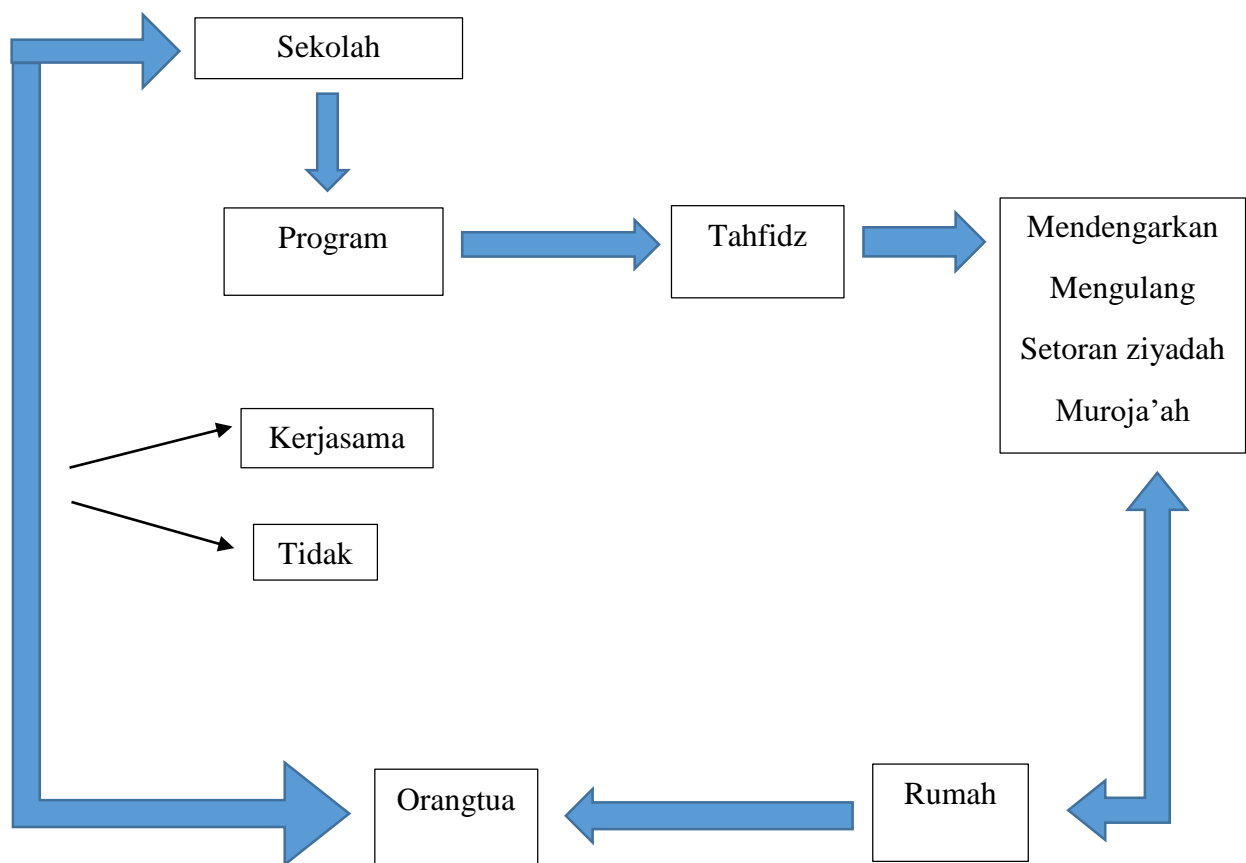 Sekolah
Program
Tahfidz
Mendengarkan
Mengulang
Setoran ziyadah
Muroja’ah
Kerjasama
Tidak
Orangtua
Rumah